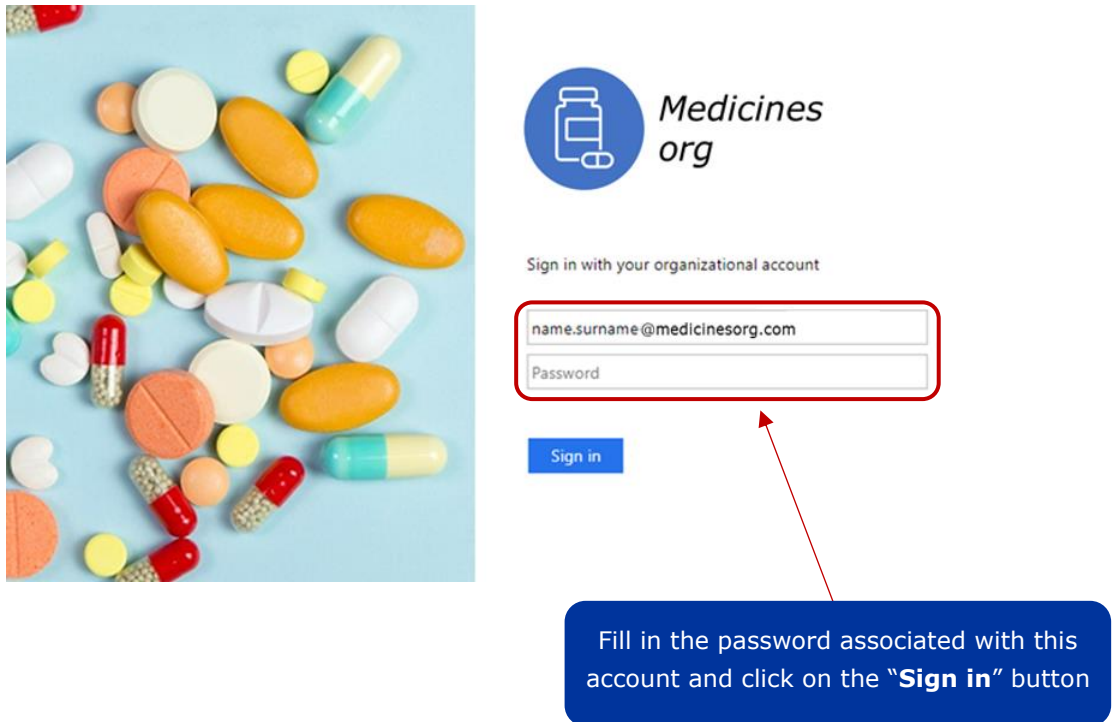 Medicines
org
Sign in with your organizational account
name.surname@medicinesorg.com
Password
Sign in
Fill in the password associated with this
account and click on the “Sign in” button